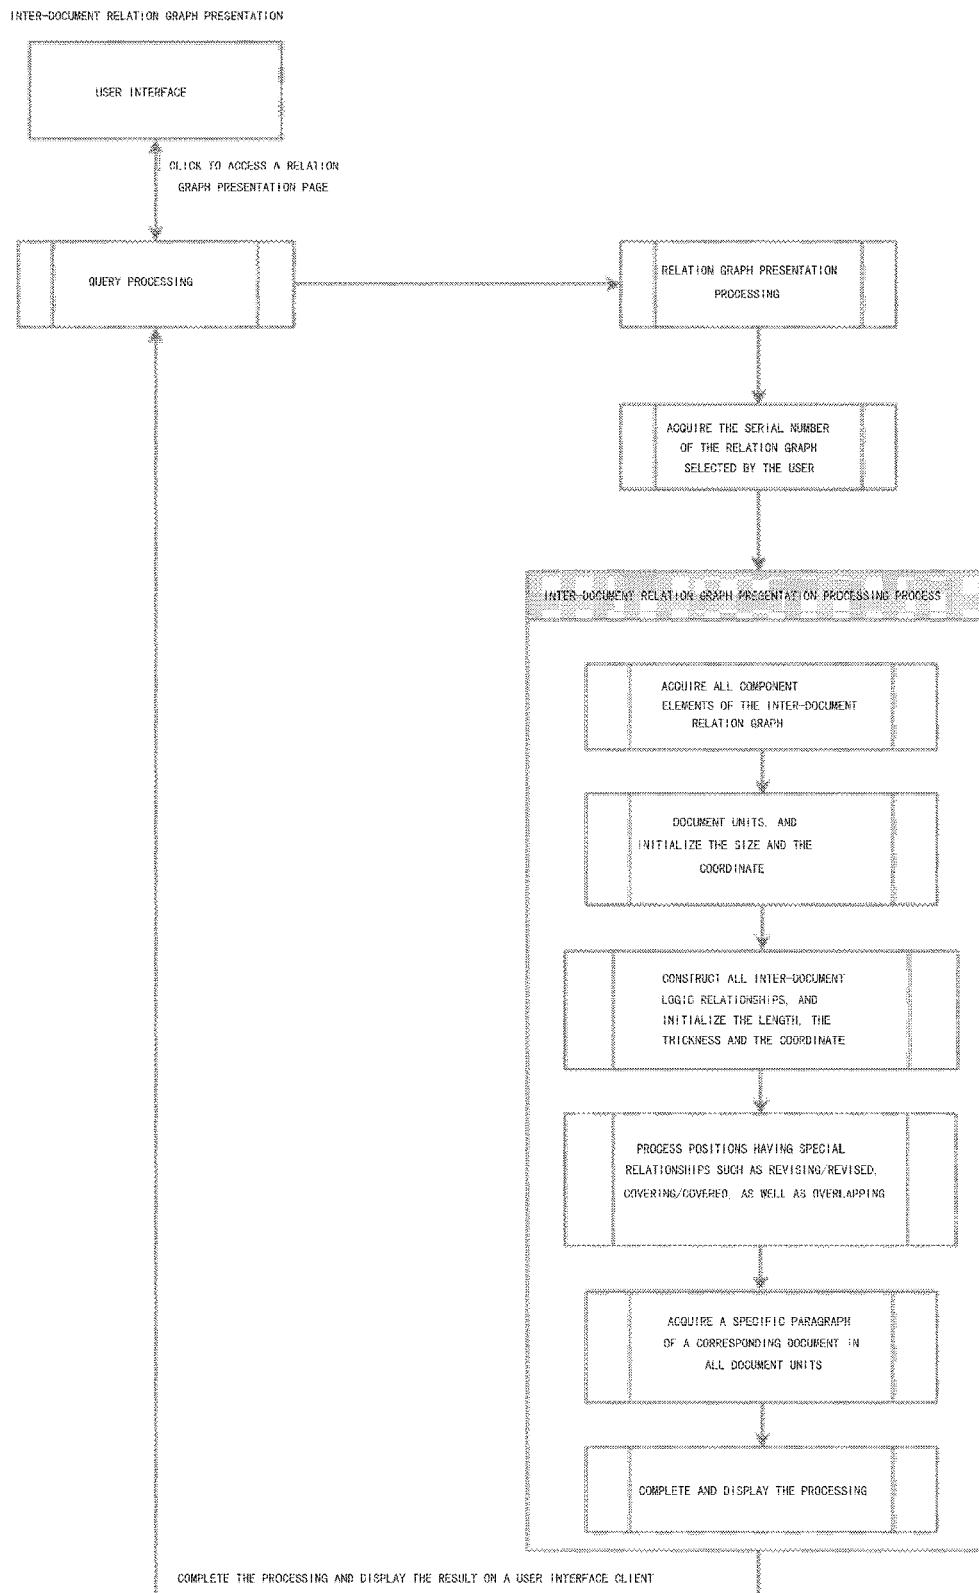 INTER-DOCUMENT RELATION GRAPH PRESENTATION
USER INTERFACE
CLICK TO ACCESS A RELATION
GRAPH PRESENTATION PAGE
QUERY PROCESSING
RELATION GRAPH PRESENTATION
PROCESSING
ACQUIRE THE SERIAL NUMBER
OF THE RELATION GRAPH
SELECTED BY THE USER
INTER-DOCUMENT RELATION GRAPH PRESENTATION PROCESSING PROCESS
ACQUIRE ALL COMPONENT
ELEMENTS OF THE INTER-DOCUMENT
RELATION GRAPH
DOCUMENT UNITS, AND
INITIALIZE THE SIZE AND THE
COORDINATE
CONSTRUCT ALL INTER-DOCUMENT
LOGIC RELATIONSHIPS, AND
INITIALIZE THE LENGTH, THE
THICKNESS AND THE COORDINATE
PROCESS POSITIONS HAVING SPECIAL
RELATIONSHIPS SUCH AS REVISING/REVISED,
COVERING/COVERED, AS WELL AS OVERLAPPING
ACQUIRE A SPECIFIC PARAGRAPH
OF A CORRESPONDING DOCUMENT IN
ALL DOCUMENT UNITS
COMPLETE AND DISPLAY THE PROCESSING
COMPLETE THE PROCESSING AND DISPLAY THE RESULT ON A USER INTERFACE CLIENT